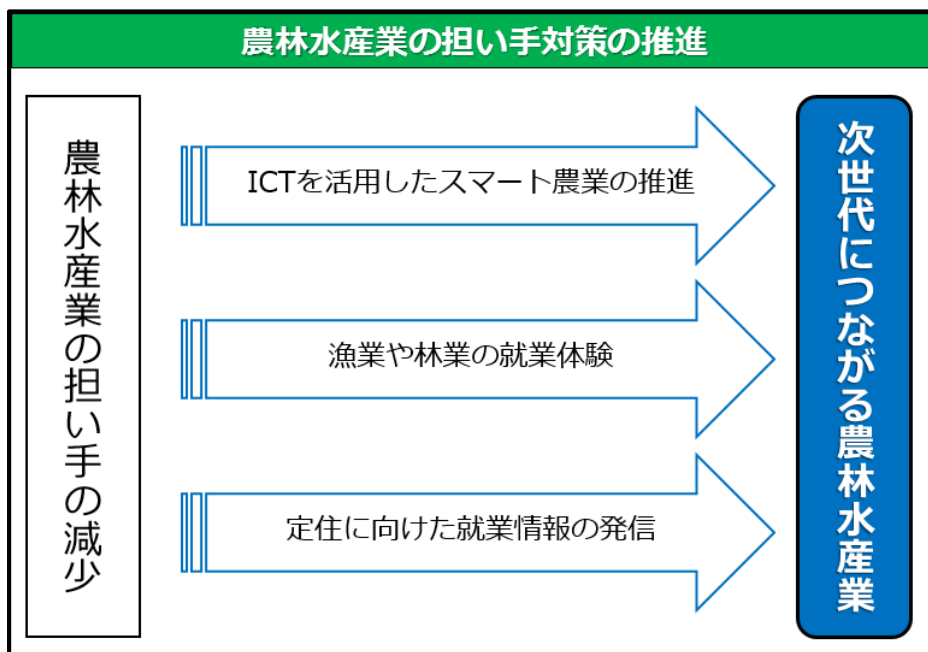 農林水産業の担い手対策の推進
農林水産業の担い手の減少
ICTを活用したスマート農業の推進
漁業や林業の就業体験
定住に向けた就業情報の発信
次世代につながる農林水産業